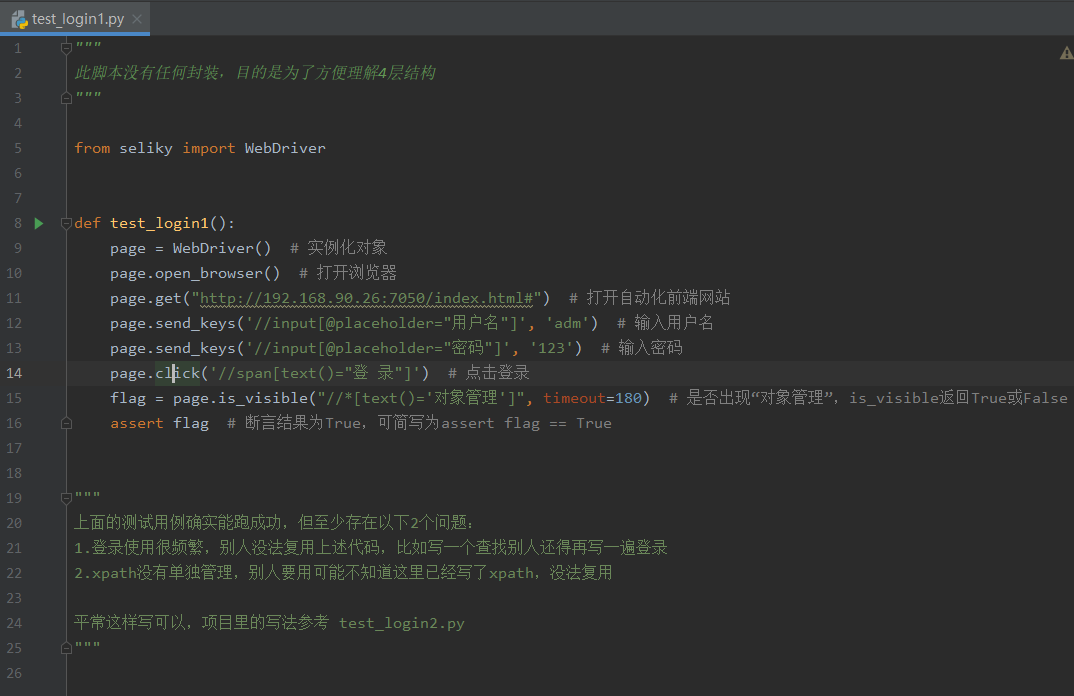 test_login1.py
1 """
2 此脚本没有任何封装，目的是为了方便理解4层结构
3 """
4
5 from seliky import WebDriver
6
7
8 def test_login1():
9 page = WebDriver()  # 实例化对象
10 page.open_browser()  # 打开浏览器
11 page.get("http://192.168.90.26:7050/index.html#")  # 打开自动化前端网站
12 page.send_keys('//input[@placeholder="用户名"]', 'adm')  # 输入用户名
13 page.send_keys('//input[@placeholder="密码"]', '123')  # 输入密码
14 page.click('//span[text()="登 录"]')  # 点击登录
15 flag = page.is_visible("//*[text()='对象管理']", timeout=180)  # 是否出现“对象管理”，is_visible返回True或False
16 assert flag  # 断言结果为True，可简写为assert flag == True
17
18
19 """
20 上面的测试用例确实能跑成功，但至少存在以下2个问题：
21 1.登录使用很频繁，别人没法复用上述代码，比如写一个查找别人还得再写一遍登录
22 2.xpath没有单独管理，别人要用可能不知道这里已经写了xpath，没法复用
23
24 平常这样写可以，项目里的写法参考 test_login2.py
25 """
26